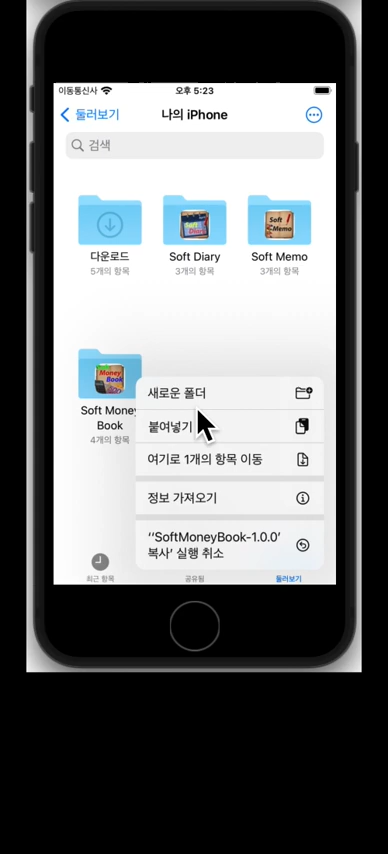 이동통신사
오후 5:23
둘러보기
나의 iPhone
검색
다운로드
5개의 항목
Soft Diary
3개의 항목
Soft Memo
3개의 항목
Soft Money
Book
4개의 항목
새로운 폴더
붙여넣기
여기로 1개의 항목 이동
정보 가져오기
‘‘SoftMoneyBook-1.0.0’
복사’ 실행 취소
최근 항목
공유됨
둘러보기